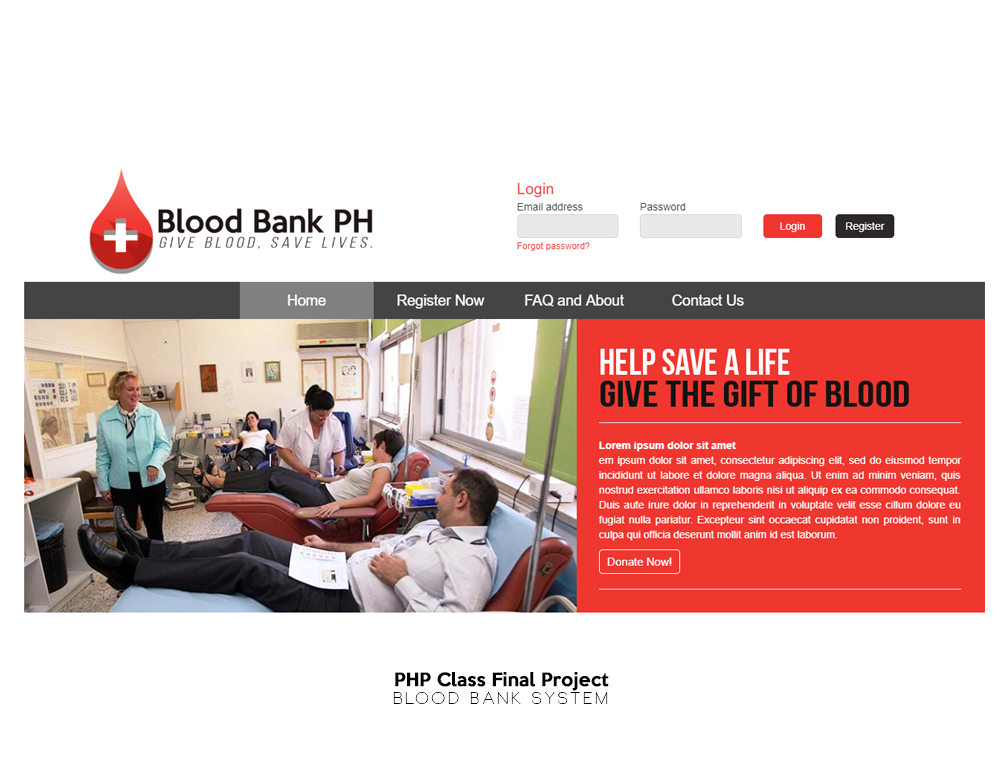 Blood Bank PH
GIVE BLOOD, SAVE LIVES.
Login
Email address
Password
Login
Register
Forgot password?
Home
Register Now
FAQ and About
Contact Us
HELP SAVE A LIFE
GIVE THE GIFT OF BLOOD
Lorem ipsum dolor sit amet
em ipsum dolor sit amet, consectetur adipiscing elit, sed do eiusmod tempor
incididunt ut labore et dolore magna aliqua. Ut enim ad minim veniam, quis
nostrud exercitation ullamco laboris nisi ut aliquip ex ea commodo consequat.
Duis aute irure dolor in reprehenderit in voluptate velit esse cillum dolore eu
fugiat nulla pariatur. Excepteur sint occaecat cupidatat non proident, sunt in
culpa qui officia deserunt mollit anim id est laborum.
Donate Now!
PHP Class Final Project
BLOOD BANK SYSTEM